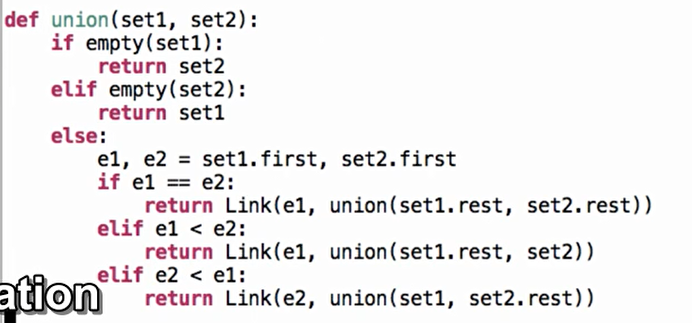 def union(set1, set2):
    if empty(set1):
        return set2
    elif empty(set2):
        return set1
    else:
        e1, e2 = set1.first, set2.first
        if e1 == e2:
            return Link(e1, union(set1.rest, set2.rest))
        elif e1 < e2:
            return Link(e1, union(set1.rest, set2))
        elif e2 < e1:
            return Link(e2, union(set1, set2.rest))
ation